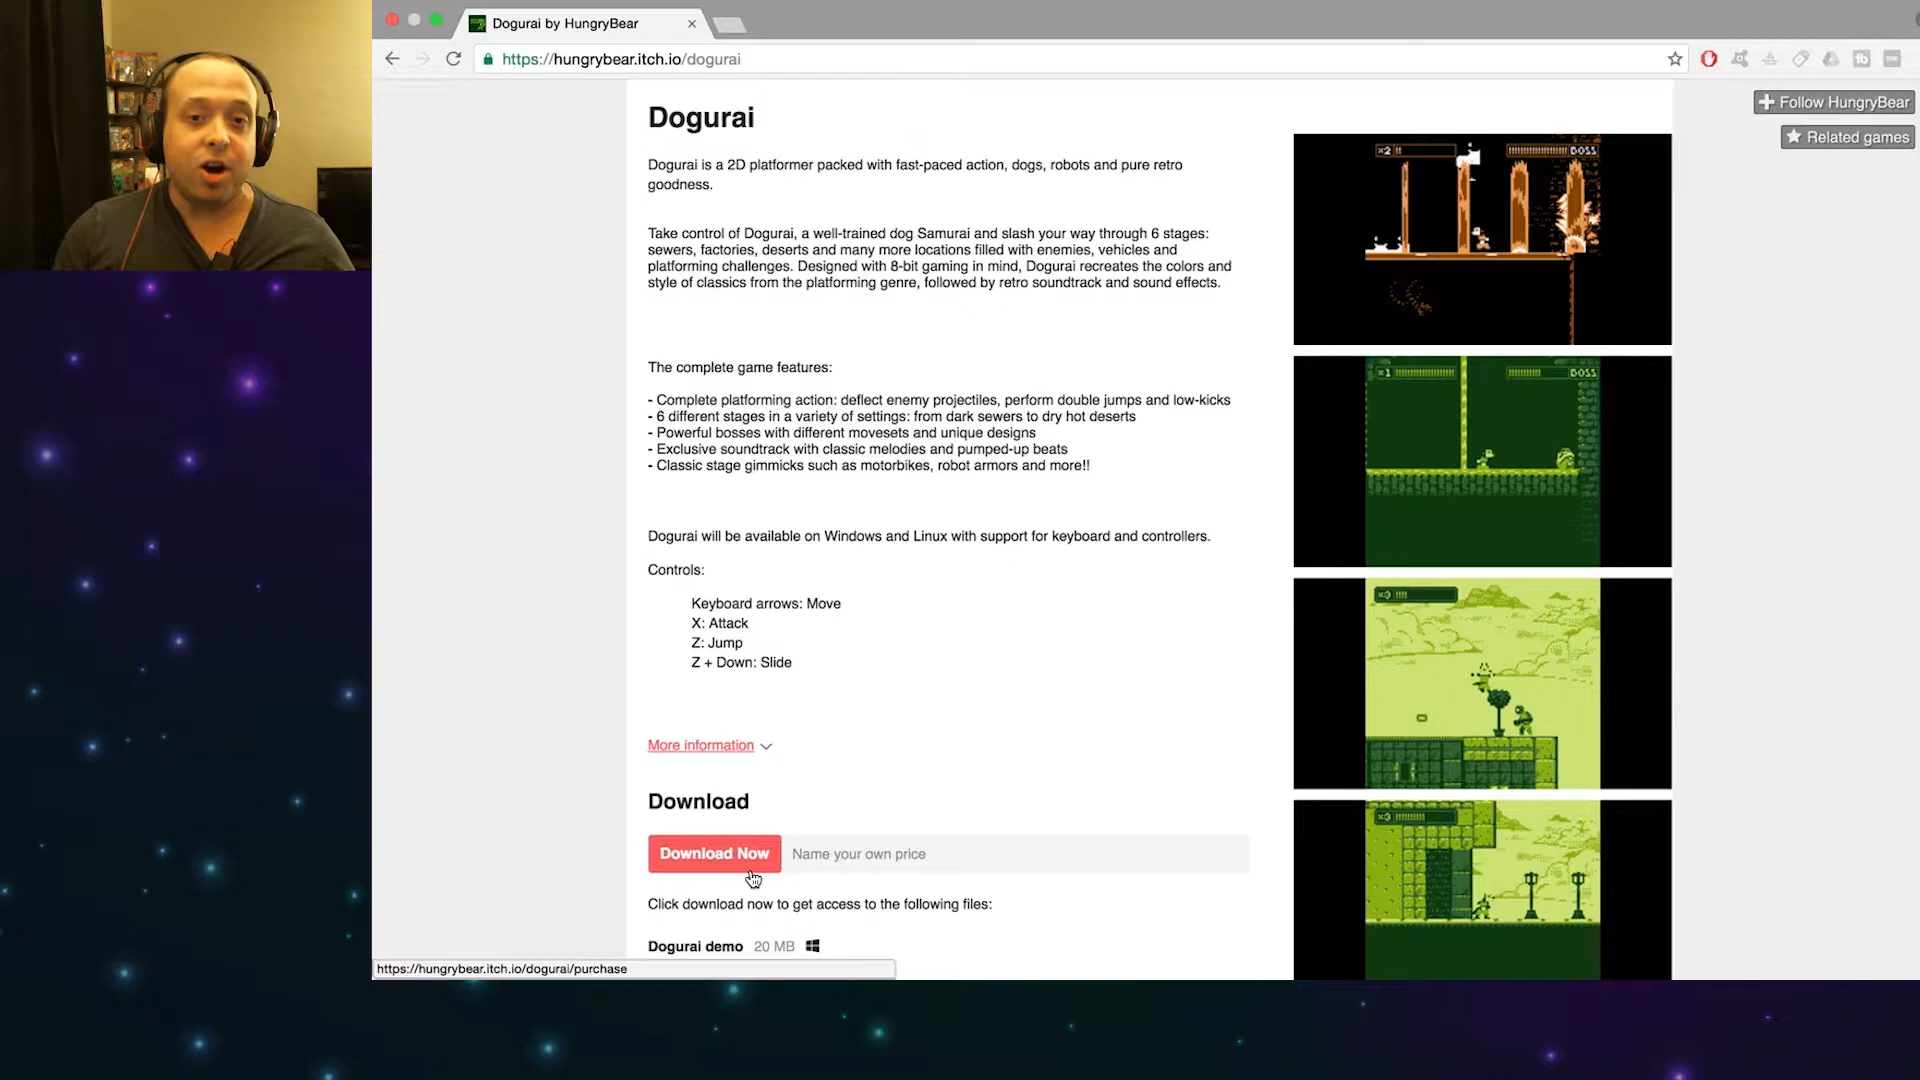 Dogurai by HungryBear
https://hungrybear.itch.io/dogurai
Follow HungryBear
Related games
Dogurai
Dogurai is a 2D platformer packed with fast-paced action, dogs, robots and pure retro
goodness.
Take control of Dogurai, a well-trained dog Samurai and slash your way through 6 stages:
sewers, factories, deserts and many more locations filled with enemies, vehicles and
platforming challenges. Designed with 8-bit gaming in mind, Dogurai recreates the colors and
style of classics from the platforming genre, followed by retro soundtrack and sound effects.
The complete game features:
- Complete platforming action: deflect enemy projectiles, perform double jumps and low-kicks
- 6 different stages in a variety of settings: from dark sewers to dry hot deserts
- Powerful bosses with different movesets and unique designs
- Exclusive soundtrack with classic melodies and pumped-up beats
- Classic stage gimmicks such as motorbikes, robot armors and more!!
Dogurai will be available on Windows and Linux with support for keyboard and controllers.
Controls:
Keyboard arrows: Move
X: Attack
Z: Jump
Z + Down: Slide
More information
Download
Download Now
Name your own price
Click download now to get access to the following files:
Dogurai demo 20 MB
https://hungrybear.itch.io/dogurai/purchase
x2
BOSS
x1
BOSS
x3
x3